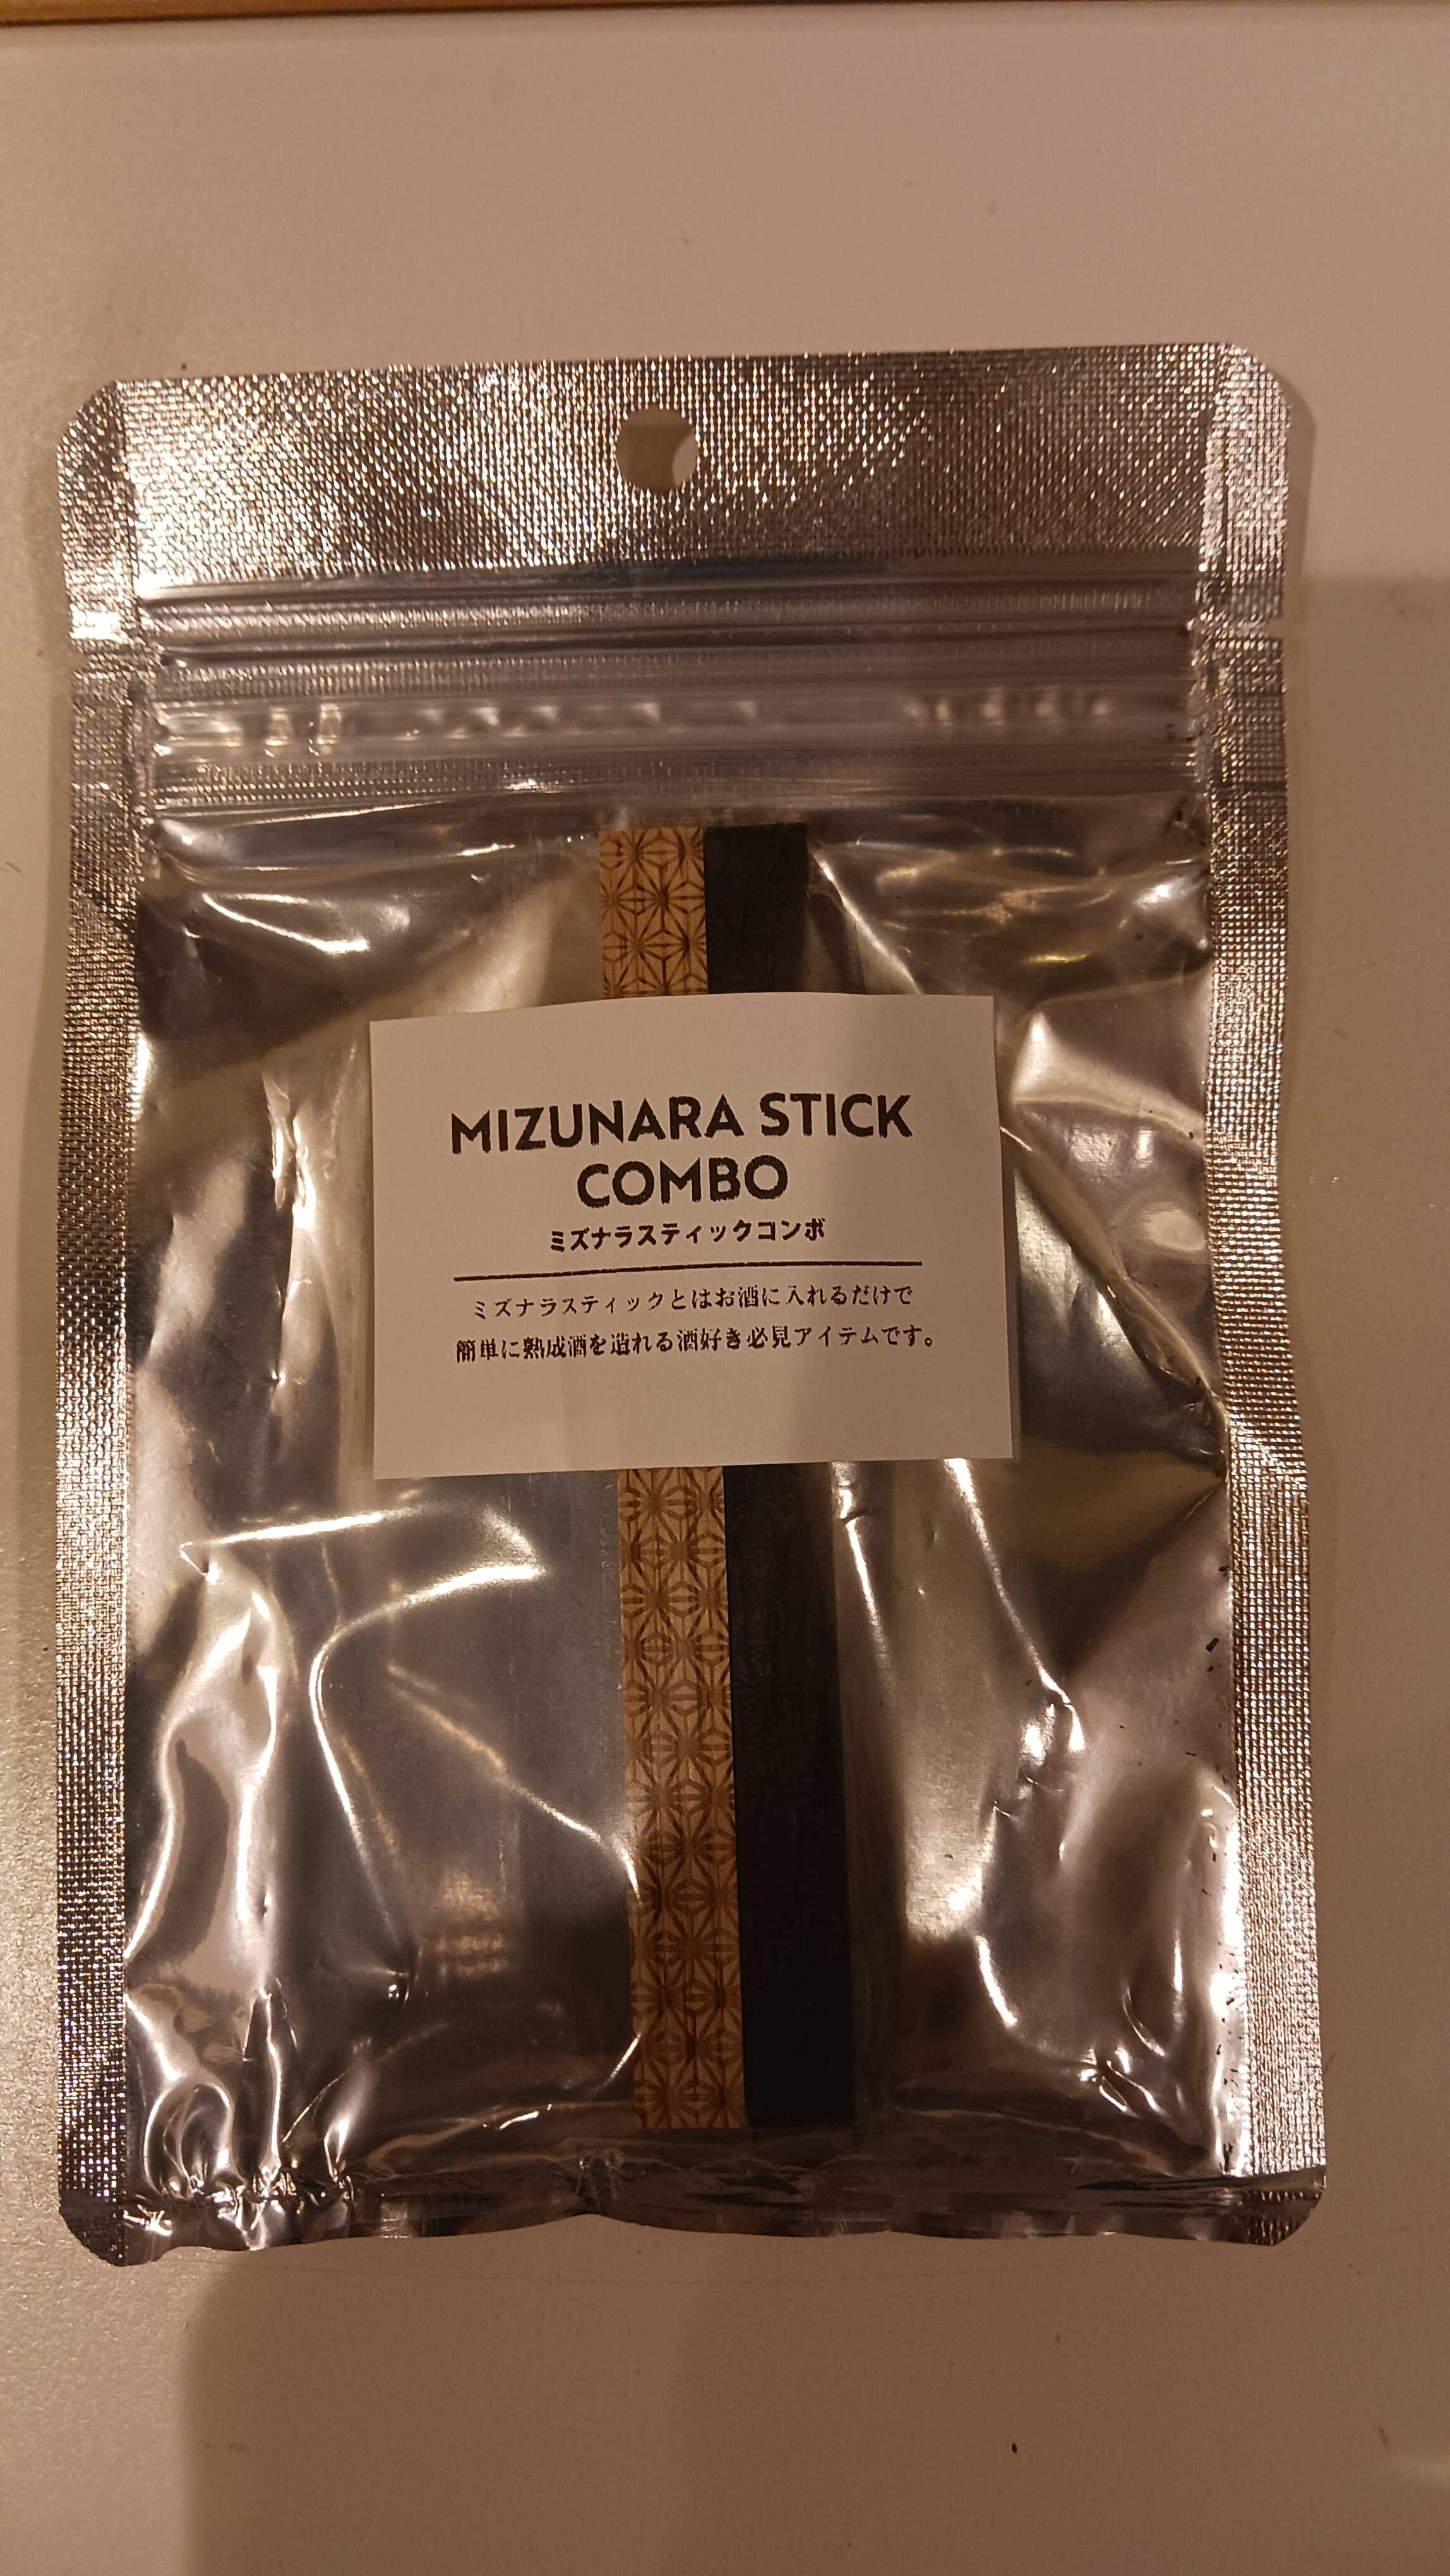 MIZUNARA STICK
COMBO
ミズナラスティックコンボ
ミズナラスティックとはお酒に入れるだけで
簡単に熟成酒を造れる酒好き必見アイテムです。